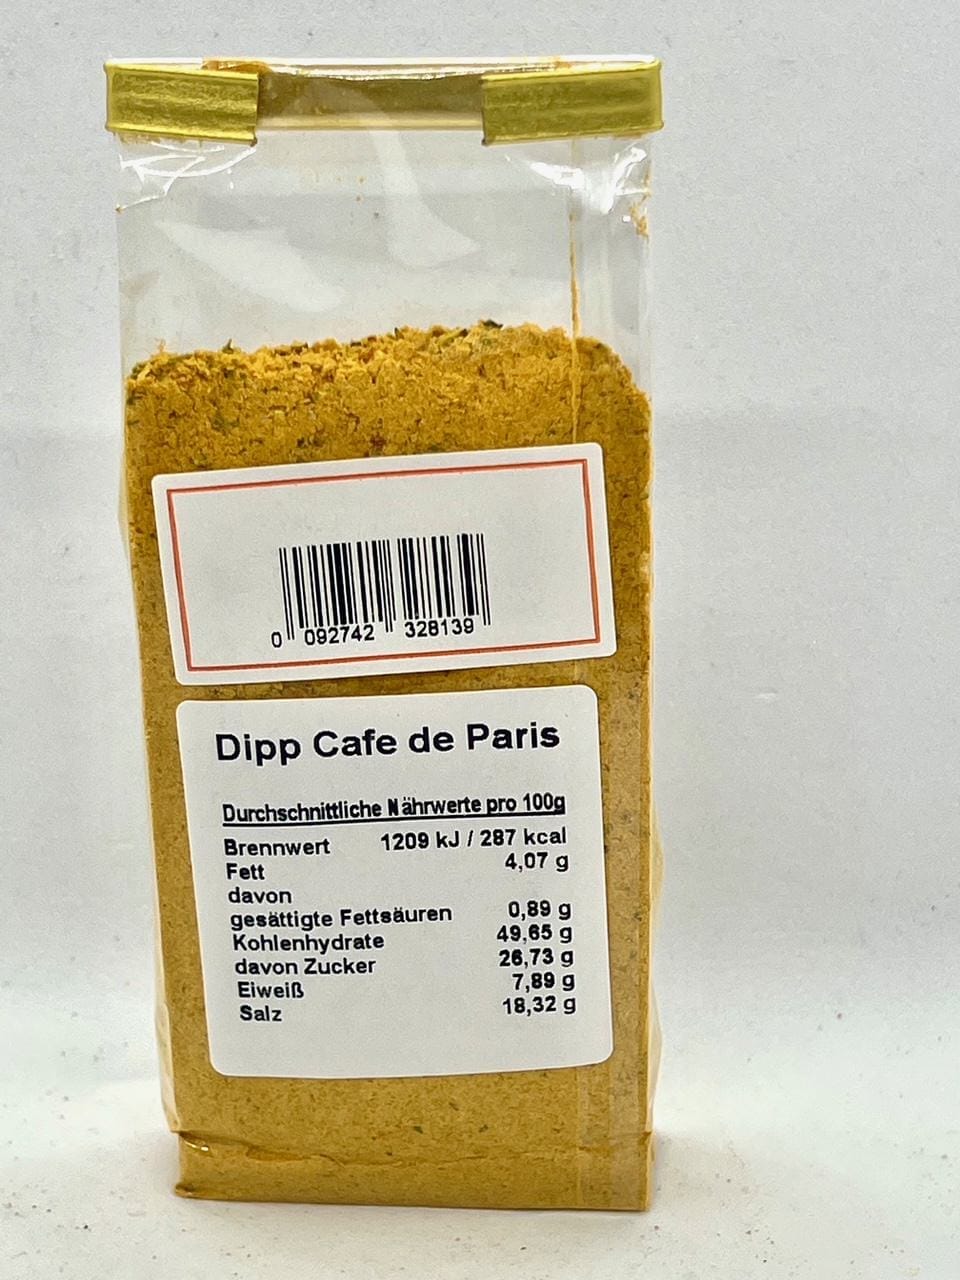 0 092742 328139
Dipp Cafe de Paris
Durchschnittliche Nährwerte pro 100g
Brennwert 1209 kJ / 287 kcal
Fett 4,07 g
davon
gesättigte Fettsäuren 0,89 g
Kohlenhydrate 49,65 g
davon Zucker 26,73 g
Eiweiß 7,89 g
Salz 18,32 g